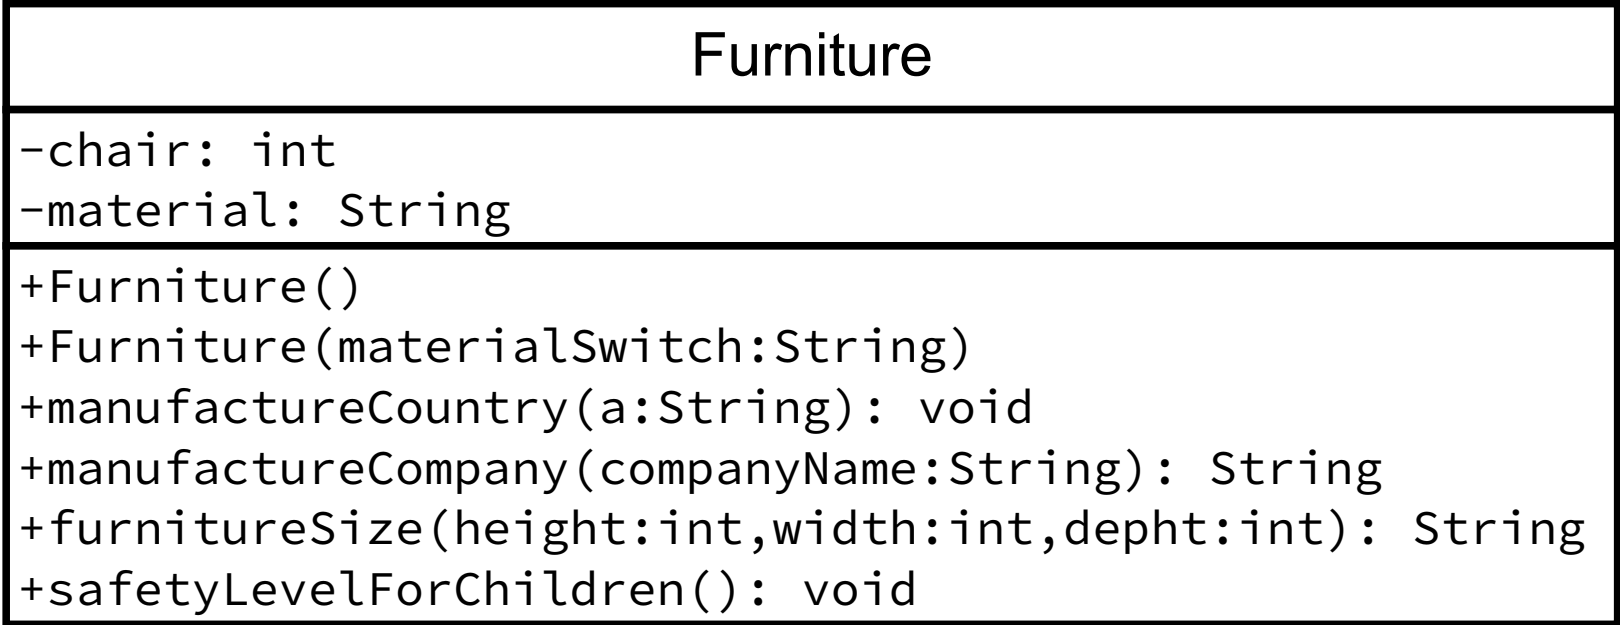 Furniture
-chair: int
-material: String
+Furniture()
+Furniture(materialSwitch:String)
+manufactureCountry(a:String): void
+manufactureCompany(companyName:String): String
+furnitureSize(height:int,width:int,depht:int): String
+safetyLevelForChildren(): void